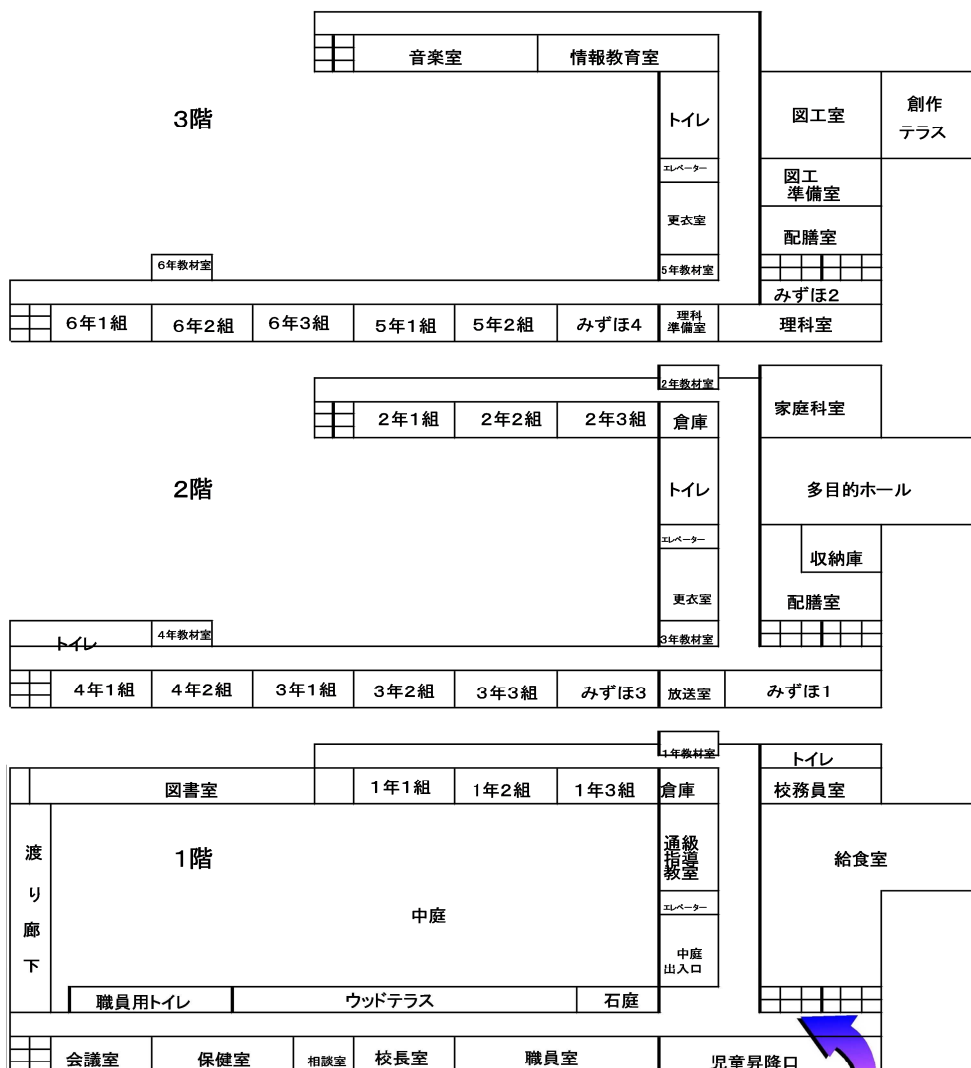 音楽室
情報教育室
3階
トイレ
図工室
創作
テラス
エレベーター
図工
準備室
更衣室
配膳室
6年教材室
5年教材室
みずほ2
6年1組
6年2組
6年3組
5年1組
5年2組
みずほ4
理科
準備室
理科室
2年教材室
2年1組
2年2組
2年3組
倉庫
家庭科室
2階
トイレ
多目的ホール
エレベーター
収納庫
更衣室
配膳室
トイレ
4年教材室
3年教材室
4年1組
4年2組
3年1組
3年2組
3年3組
みずほ3
放送室
みずほ1
1年教材室
トイレ
図書室
1年1組
1年2組
1年3組
倉庫
校務員室
渡り廊下
1階
通級
指導
教室
給食室
エレベーター
中庭
中庭
出入口
職員用トイレ
ウッドテラス
石庭
会議室
保健室
相談室
校長室
職員室
児童昇降口